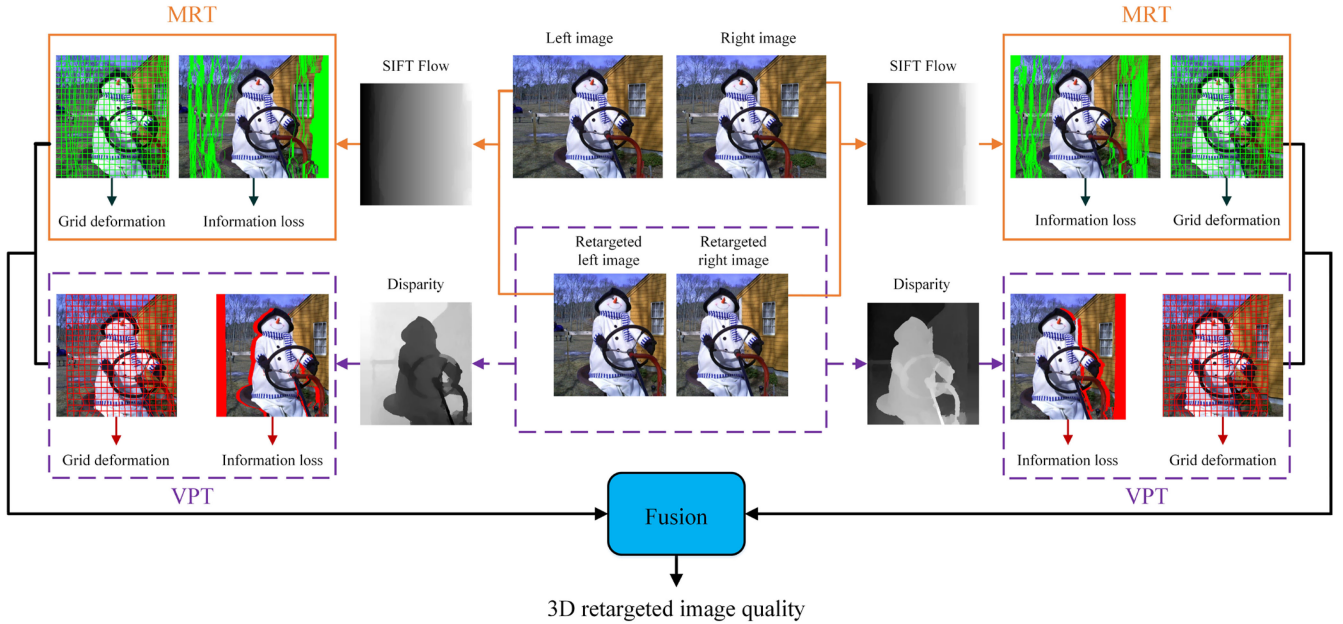 MRT
MRT
Left image
Right image
SIFT Flow
SIFT Flow
Grid deformation
Information loss
Information loss
Grid deformation
Retargeted
left image
Retargeted
right image
Disparity
Disparity
Grid deformation
Information loss
Information loss
Grid deformation
VPT
VPT
Fusion
3D retargeted image quality